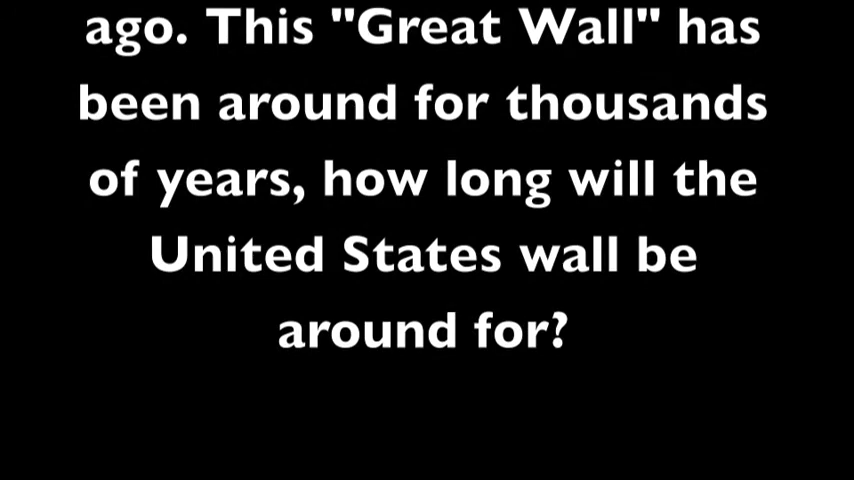 ago. This "Great Wall" has
been around for thousands
of years, how long will the
United States wall be
around for?